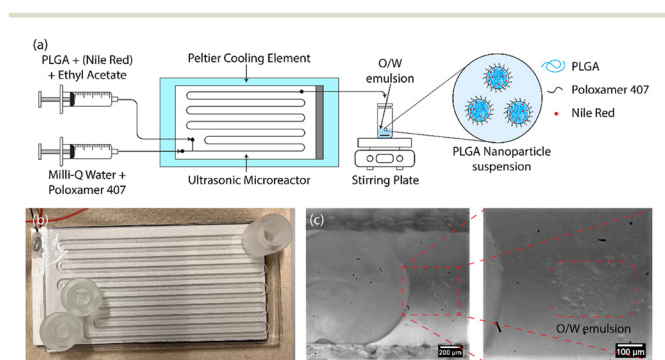 (a)
PLGA + (Nile Red)
+ Ethyl Acetate
Peltier Cooling Element
O/W
emulsion
PLGA
Poloxamer 407
Nile Red
Milli-Q Water +
Poloxamer 407
Ultrasonic Microreactor
Stirring Plate
PLGA Nanoparticle
suspension
(b)
(c)
200 µm
O/W emulsion
100 µm